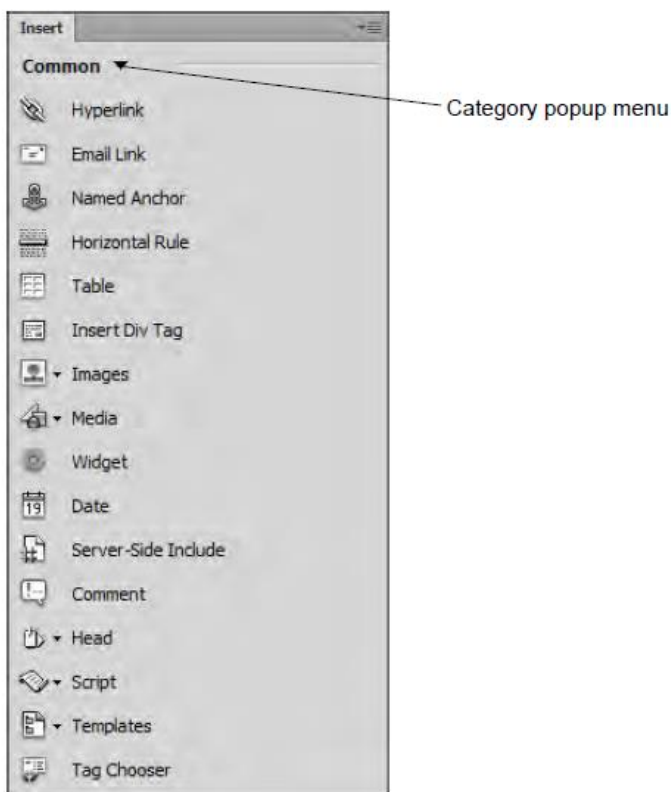 Insert
Common
Category popup menu
Hyperlink
Email Link
Named Anchor
Horizontal Rule
Table
Insert Div Tag
Images
Media
Widget
19 Date
Server-Side Include
Comment
Head
Script
Templates
Tag Chooser